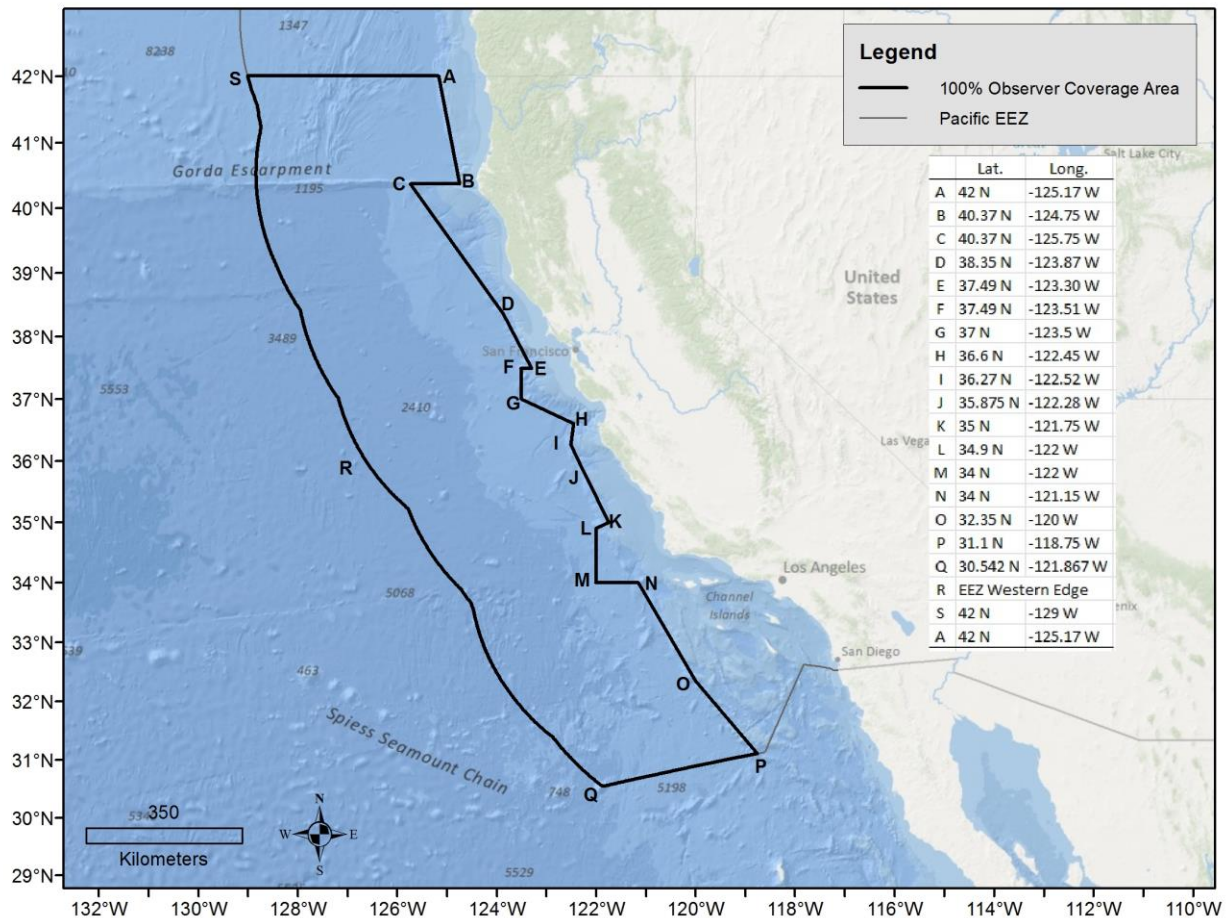 1347
8238
Legend
100% Observer Coverage Area
Pacific EEZ
42°N
S
A
41°N
Salt Lake City
Gorda Escarpment
C
B
1195
40°N
39°N
D
United
States
38°N
3489
San Francisco
F
E
5553
37°N
G
2410
H
Las Vega
I
36°N
R
J
35°N
L
K
34°N
M
N
Los Angeles
5068
Channel
Islands
33°N
San Diego
463
O
32°N
Spiess Seamount Chain
31°N
P
Q
748
5198
30°N
350
Kilometers
N
W
E
S
29°N
5529
132°W 130°W 128°W 126°W 124°W 122°W 120°W 118°W 116°W 114°W 112°W 110°W
Lat. Long.
A 42 N -125.17 W
B 40.37 N -124.75 W
C 40.37 N -125.75 W
D 38.35 N -123.87 W
E 37.49 N -123.30 W
F 37.49 N -123.51 W
G 37 N -123.5 W
H 36.6 N -122.45 W
I 36.27 N -122.52 W
J 35.875 N -122.28 W
K 35 N -121.75 W
L 34.9 N -122 W
M 34 N -122 W
N 34 N -121.15 W
O 32.35 N -120 W
P 31.1 N -118.75 W
Q 30.542 N -121.867 W
R EEZ Western Edge
S 42 N -129 W
A 42 N -125.17 W